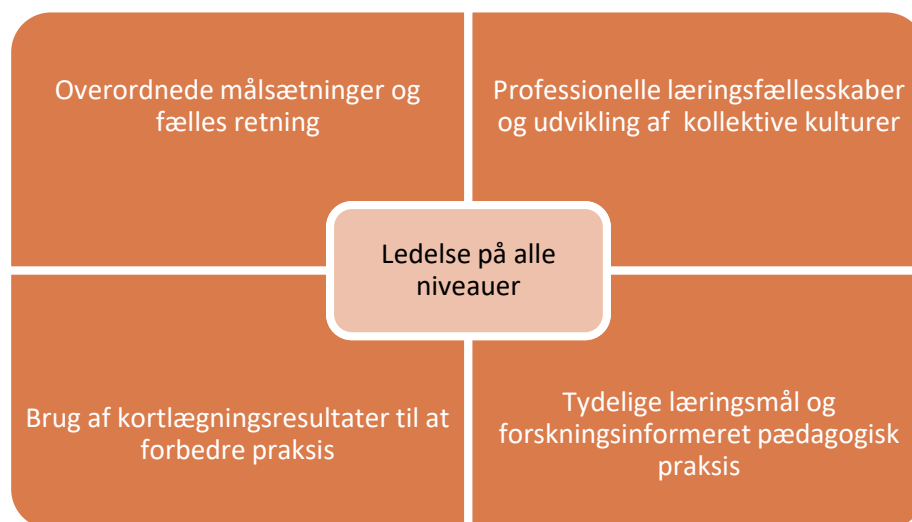 Overordnede målsætninger og
fælles retning
Professionelle læringsfællesskaber
og udvikling af kollektive kulturer
Ledelse på alle
niveauer
Brug af kortlægningsresultater til at
forbedre praksis
Tydelige læringsmål og
forskningsinformeret pædagogisk
praksis